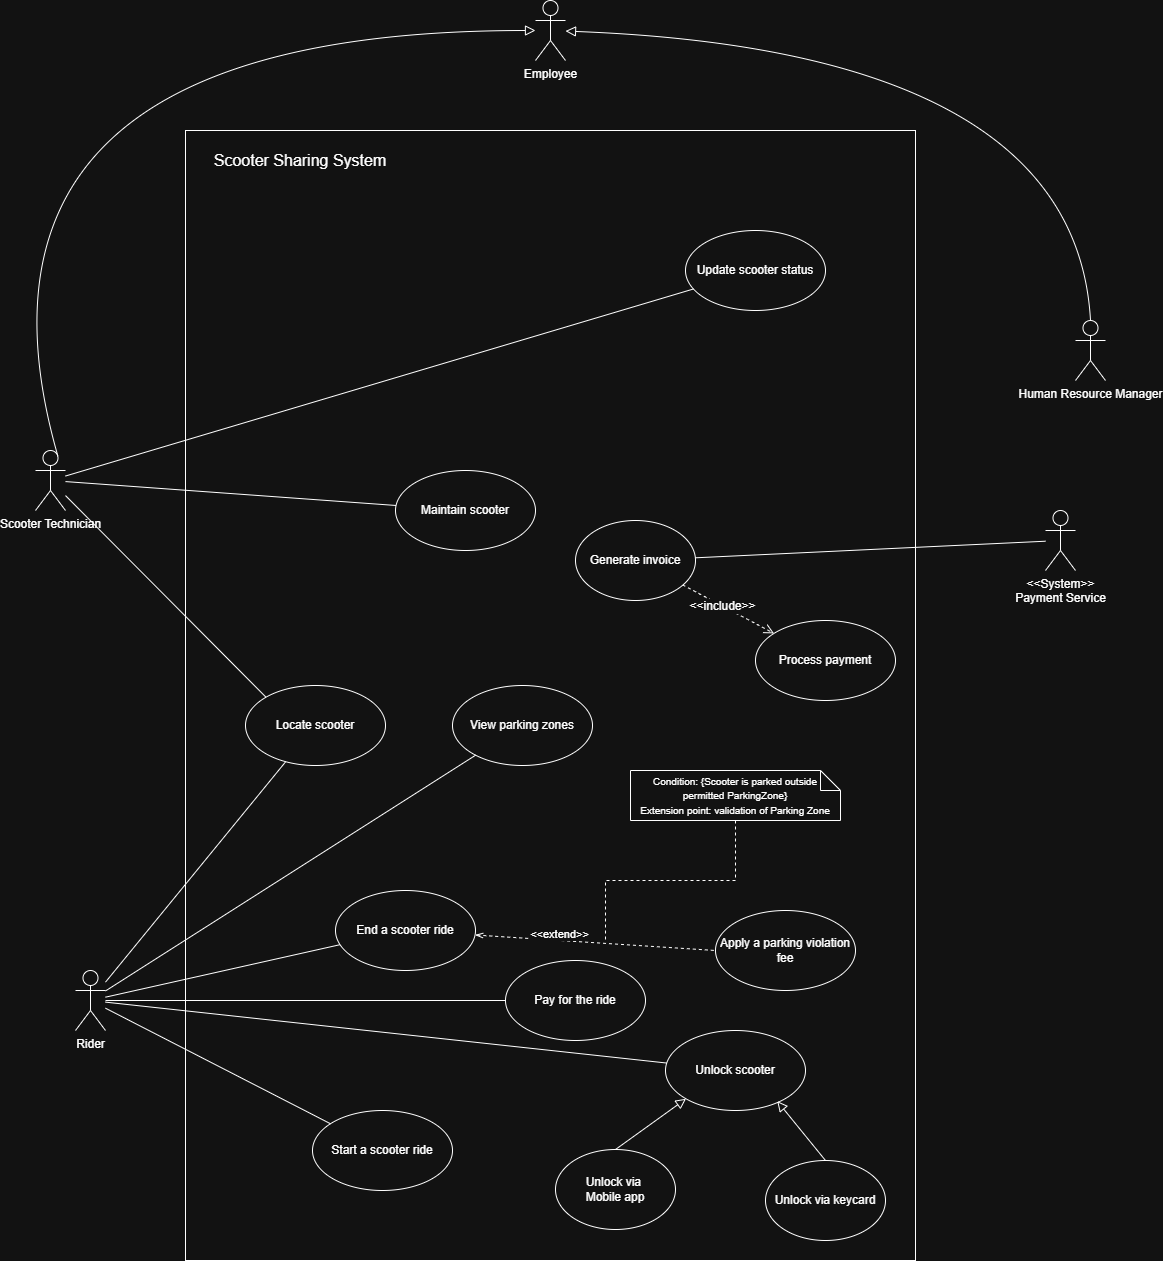 Employee
Scooter Sharing System
Update scooter status
Human Resource Manager
Scooter Technician
Maintain scooter
Generate invoice
<<System>>
Payment Service
<<include>>
Process payment
Locate scooter
View parking zones
Condition: {Scooter is parked outside
permitted ParkingZone}
Extension point: validation of Parking Zone
End a scooter ride
<<extend>>
Apply a parking violation
fee
Pay for the ride
Rider
Unlock scooter
Start a scooter ride
Unlock via
Mobile app
Unlock via keycard